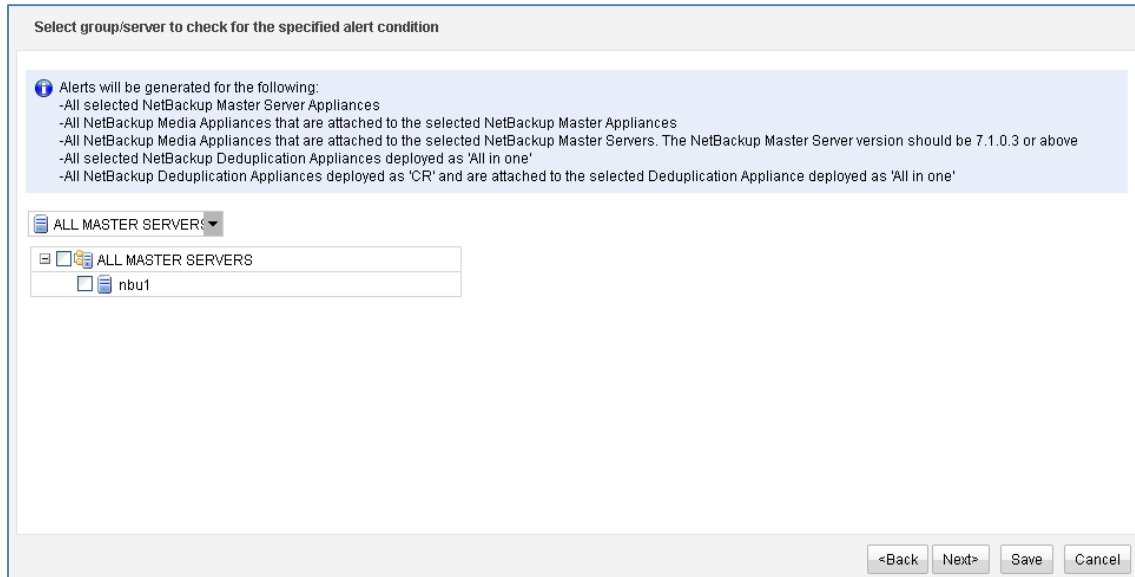 Select group/server to check for the specified alert condition
Alerts will be generated for the following:
-All selected NetBackup Master Server Appliances
-All NetBackup Media Appliances that are attached to the selected NetBackup Master Appliances
-All NetBackup Media Appliances that are attached to the selected NetBackup Master Servers. The NetBackup Master Server version should be 7.1.0.3 or above
-All selected NetBackup Deduplication Appliances deployed as 'All in one'
-All NetBackup Deduplication Appliances deployed as 'CR' and are attached to the selected Deduplication Appliance deployed as 'All in one'
ALL MASTER SERVERS
ALL MASTER SERVERS
nbu1
<Back Next> Save Cancel